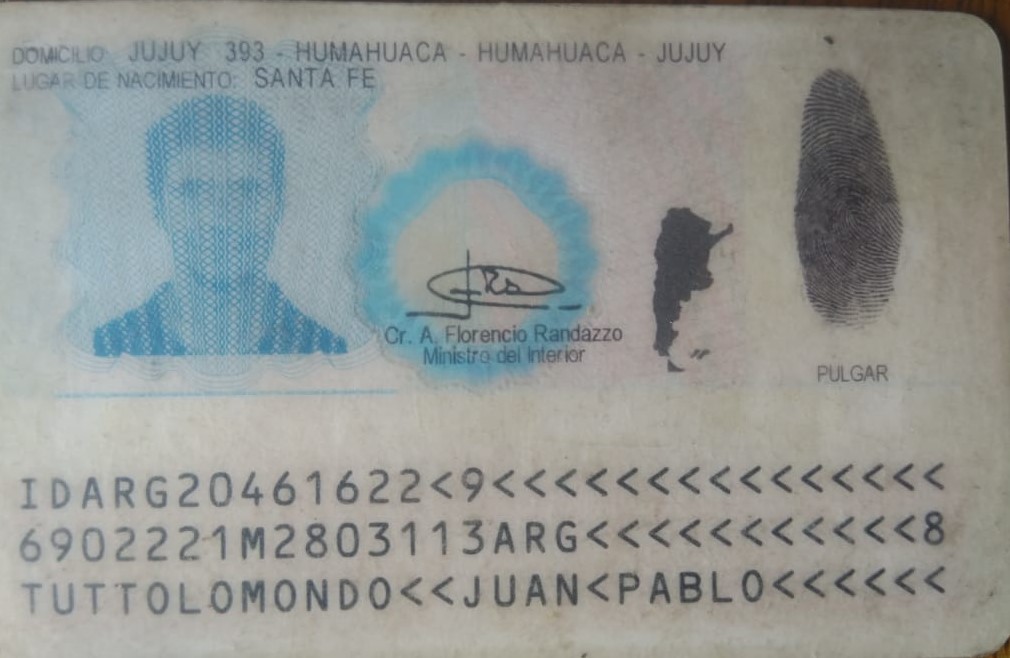 DOMICILIO: JUJUY 393 - HUMAHUACA - HUMAHUACA - JUJUY
LUGAR DE NACIMIENTO: SANTA FE
Cr. A. Florencio Randazzo
Ministro del Interior
PULGAR
IDARG20461622<9<<<<<<<<<<<<<<<
6902221M2803113ARG<<<<<<<<<<<8
TUTTOLOMONDO<<JUAN<PABLO<<<<<<